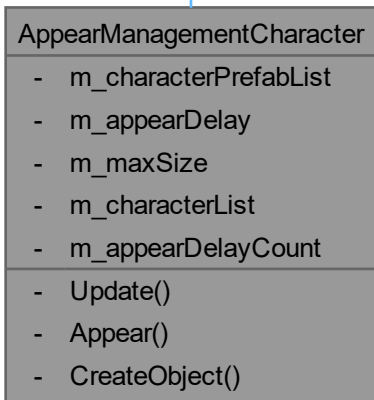 AppearManagementCharacter
- m_characterPrefabList
- m_appearDelay
- m_maxSize
- m_characterList
- m_appearDelayCount
- Update()
- Appear()
- CreateObject()